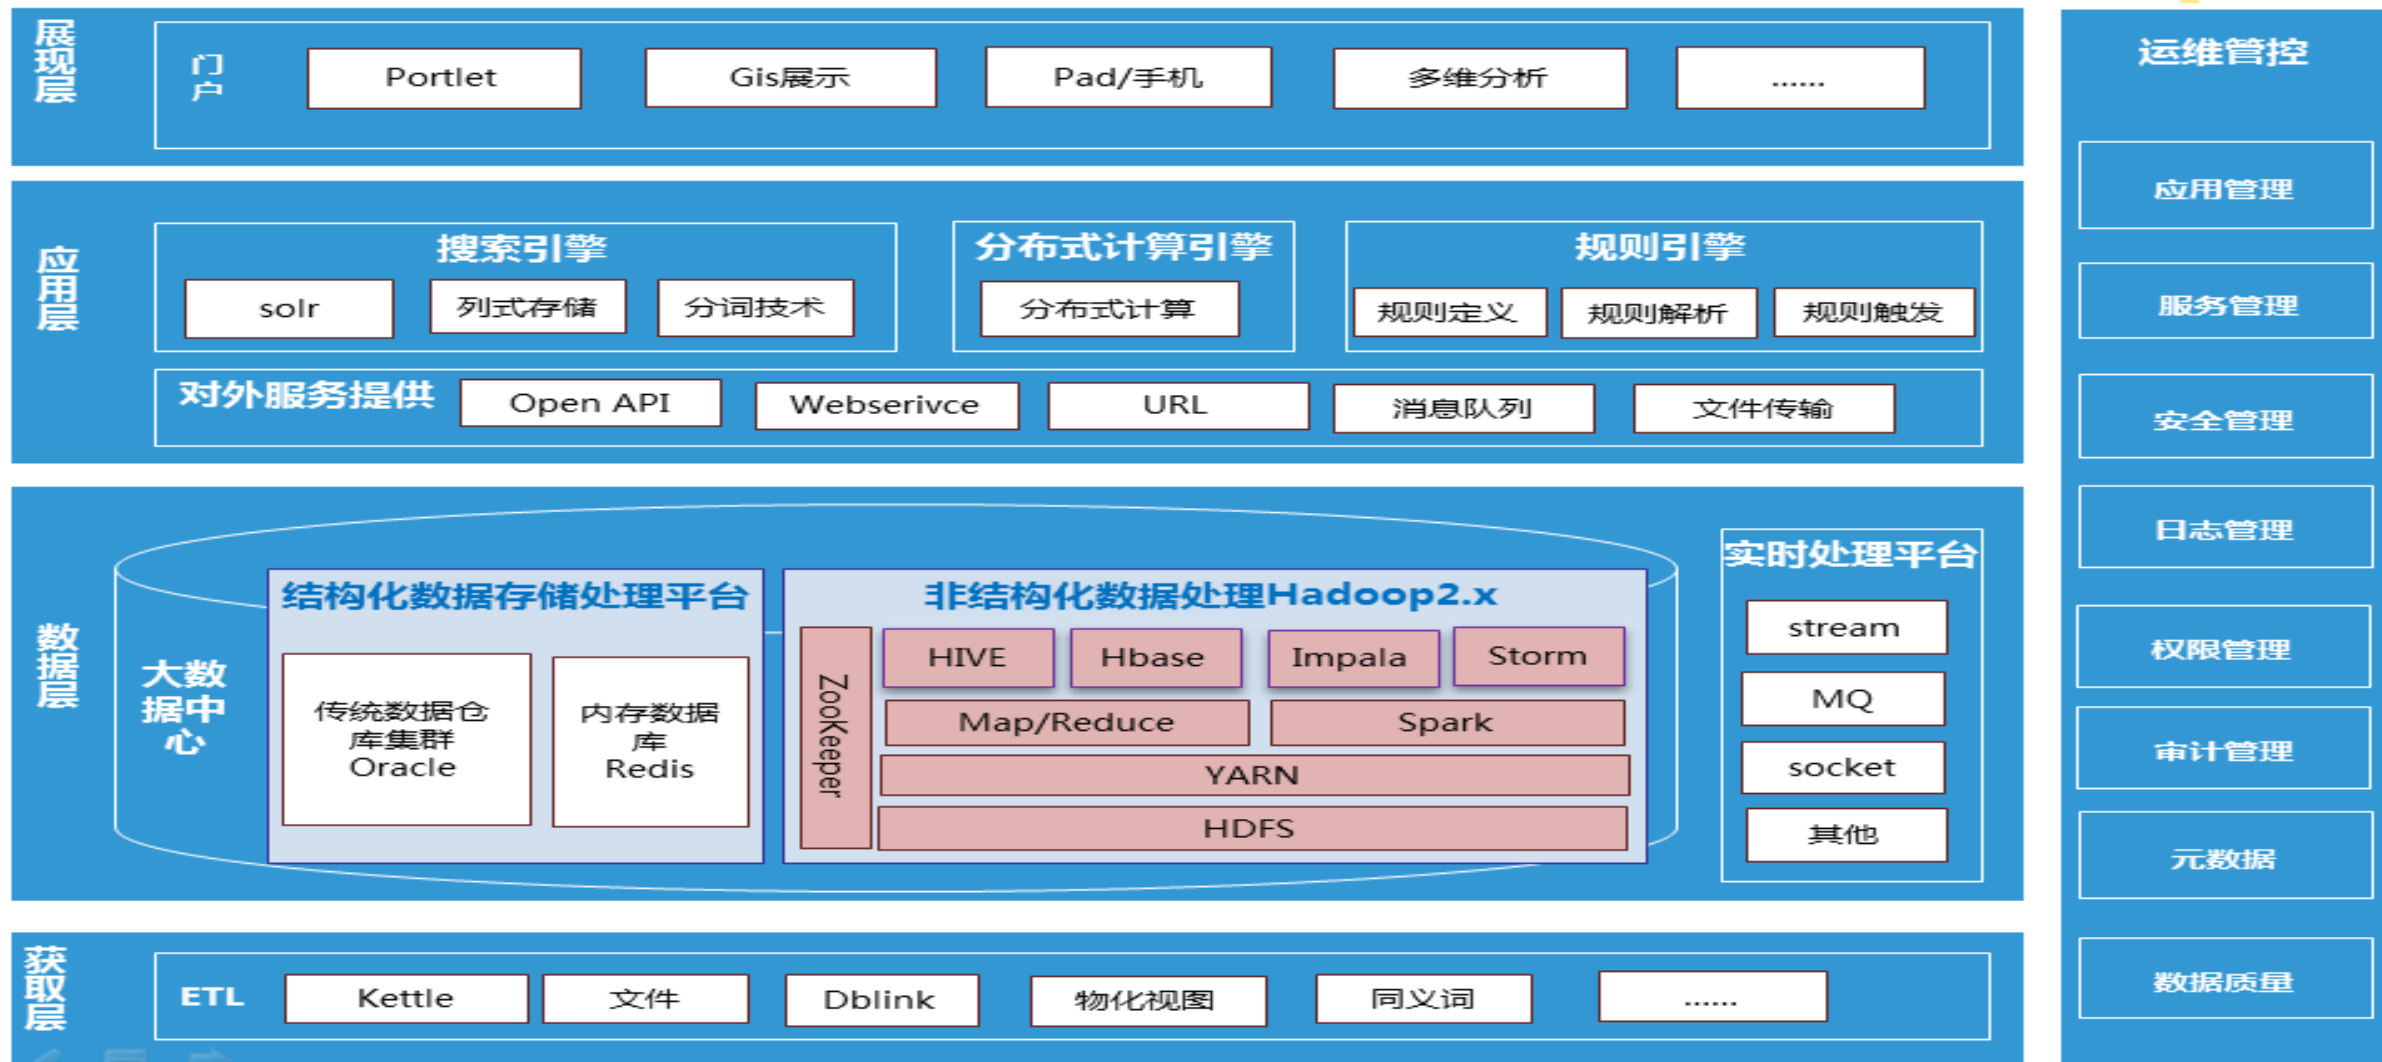 展现层
门户
Portlet
Gis展示
Pad/手机
多维分析
......
应用层
搜索引擎
solr
列式存储
分词技术
分布式计算引擎
分布式计算
规则引擎
规则定义
规则解析
规则触发
对外服务提供
Open API
Webserivce
URL
消息队列
文件传输
数据层
大数
据中
心
结构化数据存储处理平台
传统数据仓
库集群
Oracle
内存数据
库
Redis
非结构化数据处理Hadoop2.x
ZooKeeper
HIVE
Hbase
Impala
Storm
Map/Reduce
Spark
YARN
HDFS
实时处理平台
stream
MQ
socket
其他
获取层
ETL
Kettle
文件
Dblink
物化视图
同义词
......
运维管控
应用管理
服务管理
安全管理
日志管理
权限管理
审计管理
元数据
数据质量